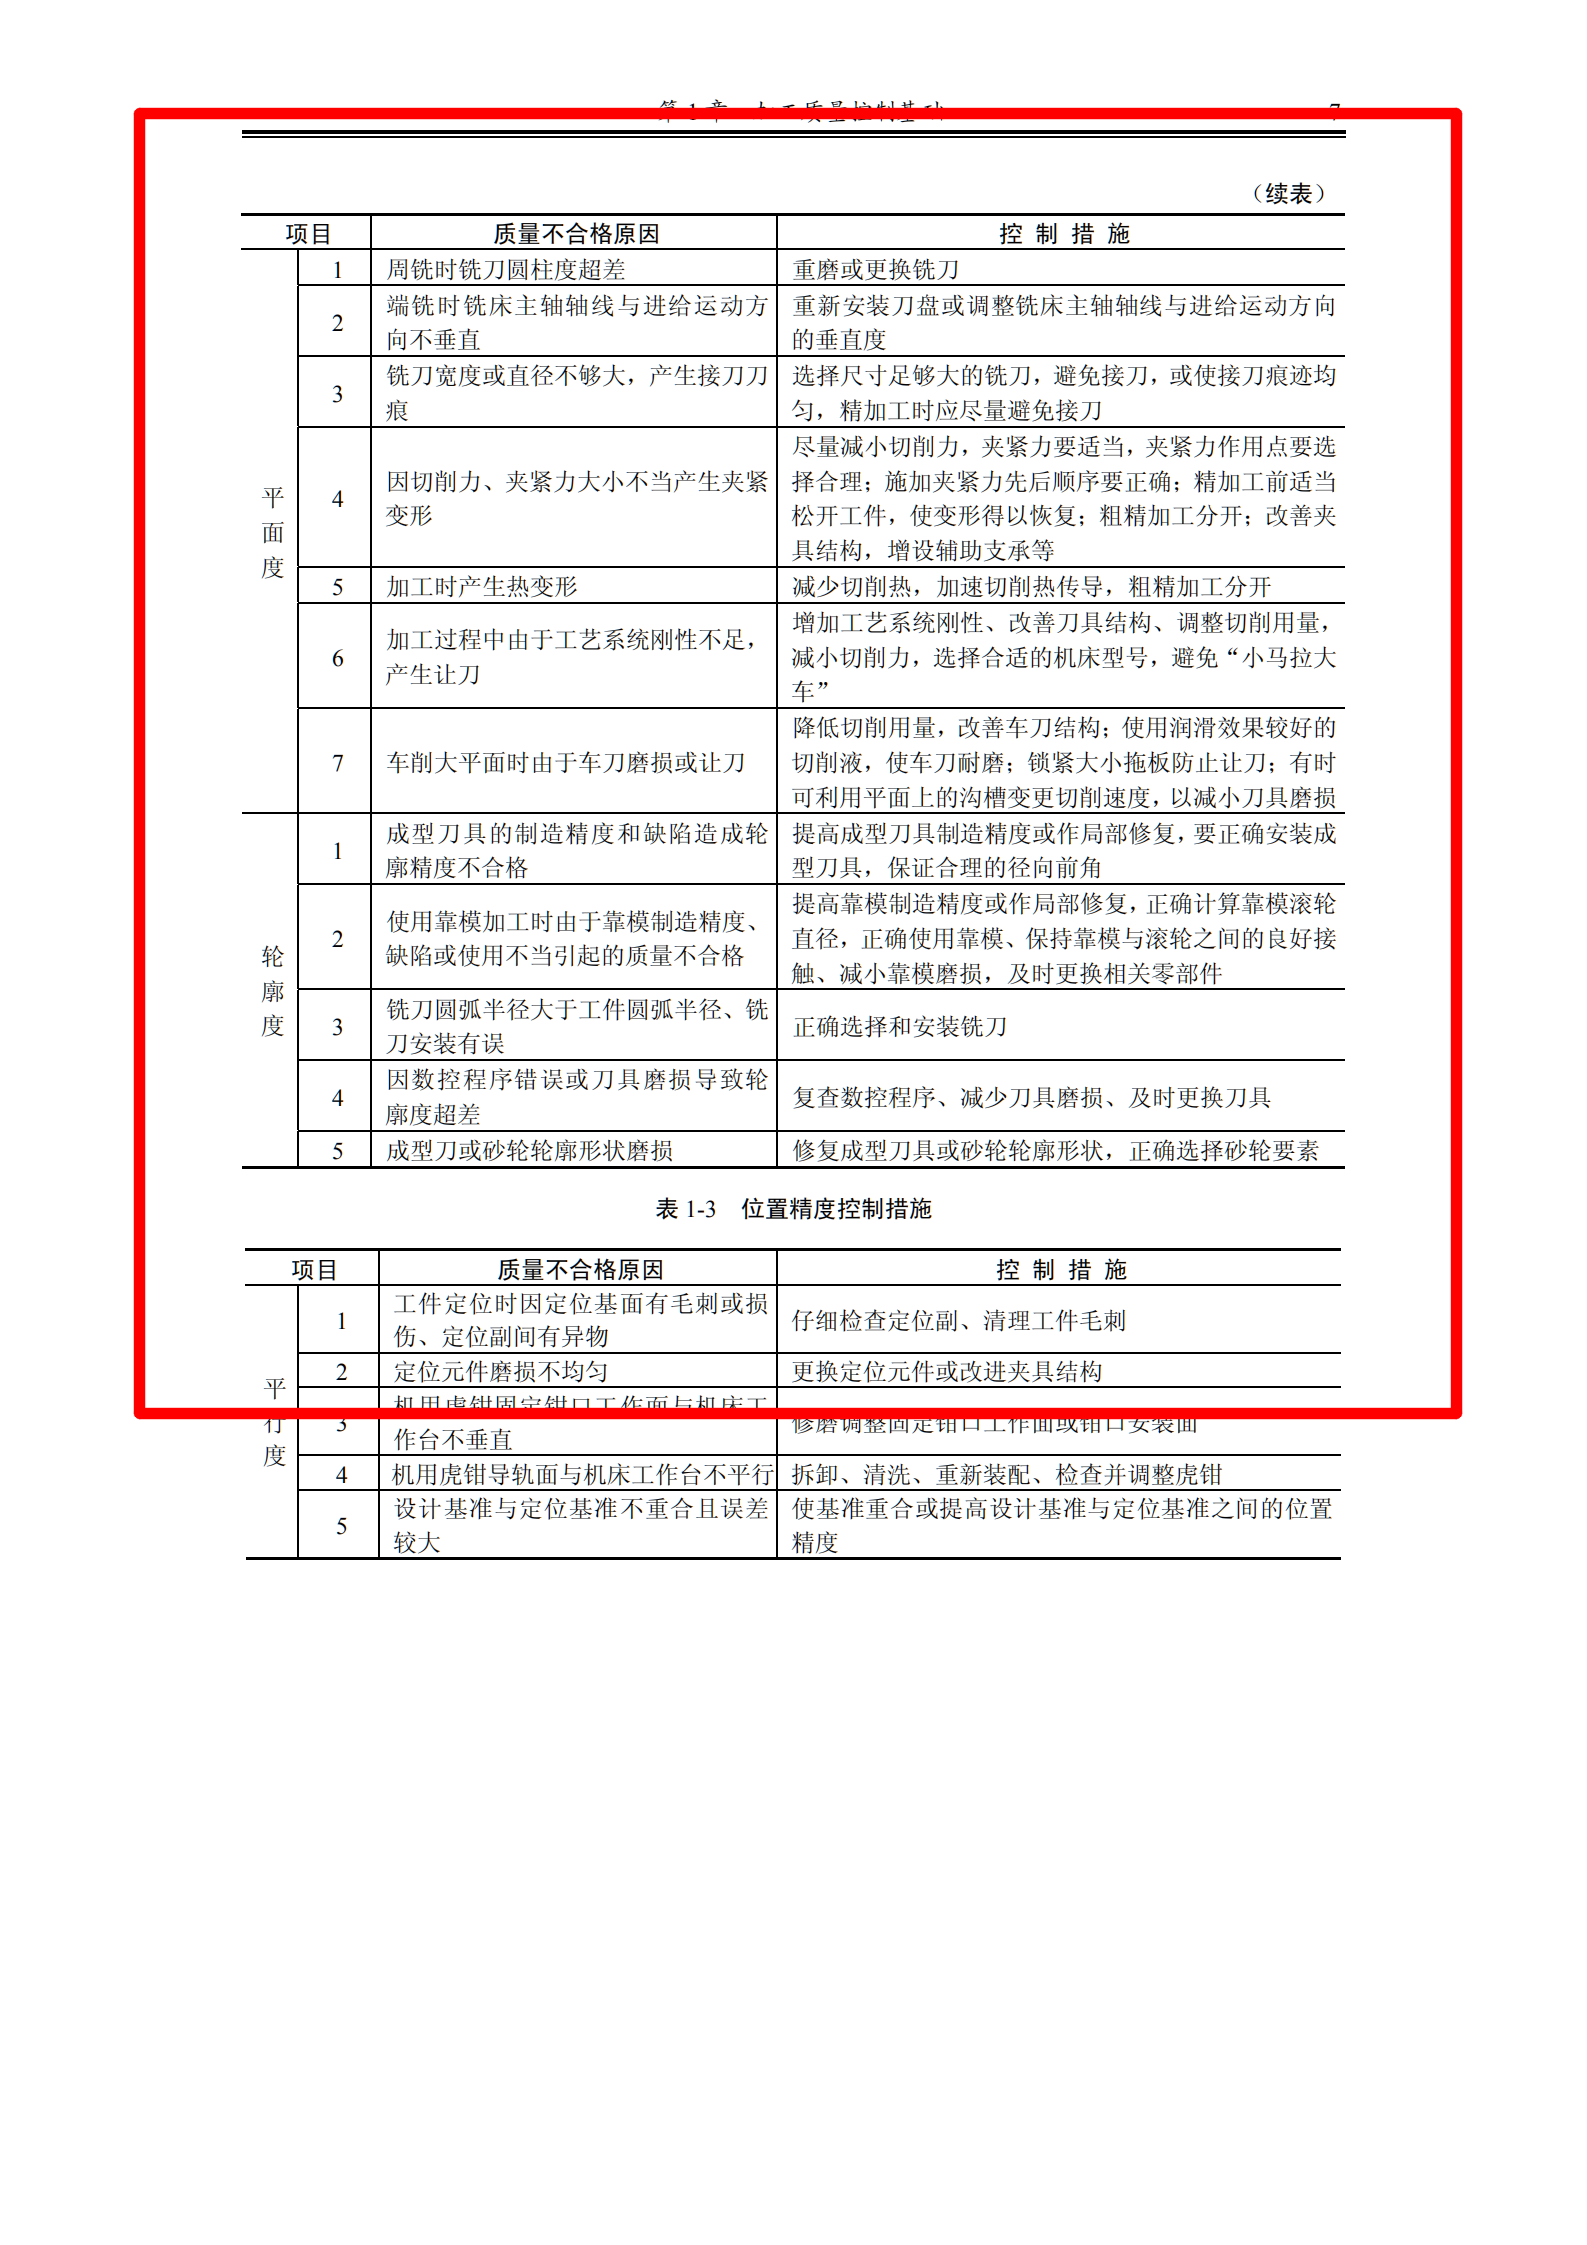 第1章 加工质量控制基础 7
（续表）
项目 质量不合格原因 控 制 措 施
平面度
1 周铣时铣刀圆柱度超差 重磨或更换铣刀
2 端铣时铣床主轴轴线与进给运动方 重新安装刀盘或调整铣床主轴轴线与进给运动方向
向不垂直 的垂直度
3 铣刀宽度或直径不够大，产生接刀刀 选择尺寸足够大的铣刀，避免接刀，或使接刀痕迹均
痕 匀，精加工时应尽量避免接刀
4 因切削力、夹紧力大小不当产生夹紧 尽量减小切削力，夹紧力要适当，夹紧力作用点要选
变形 择合理；施加夹紧力先后顺序要正确；精加工前适当
松开工件，使变形得以恢复；粗精加工分开；改善夹
具结构，增设辅助支承等
5 加工时产生热变形 减少切削热，加速切削热传导，粗精加工分开
6 加工过程中由于工艺系统刚性不足， 增加工艺系统刚性、改善刀具结构、调整切削用量，
产生让刀 减小切削力，选择合适的机床型号，避免“小马拉大
车”
7 车削大平面时由于车刀磨损或让刀 降低切削用量，改善车刀结构；使用润滑效果较好的
切削液，使车刀耐磨；锁紧大小拖板防止让刀；有时
可利用平面上的沟槽变更切削速度，以减小刀具磨损
轮廓度
1 成型刀具的制造精度和缺陷造成轮 提高成型刀具制造精度或作局部修复，要正确安装成
廓精度不合格 型刀具，保证合理的径向前角
2 使用靠模加工时由于靠模制造精度、 提高靠模制造精度或作局部修复，正确计算靠模滚轮
缺陷或使用不当引起的质量不合格 直径，正确使用靠模、保持靠模与滚轮之间的良好接
触、减小靠模磨损，及时更换相关零部件
3 铣刀圆弧半径大于工件圆弧半径、铣 正确选择和安装铣刀
刀安装有误
4 因数控程序错误或刀具磨损导致轮 复查数控程序、减少刀具磨损、及时更换刀具
廓度超差
5 成型刀或砂轮轮廓形状磨损 修复成型刀具或砂轮轮廓形状，正确选择砂轮要素
表 1-3 位置精度控制措施
项目 质量不合格原因 控 制 措 施
平行度
1 工件定位时因定位基面有毛刺或损 仔细检查定位副、清理工件毛刺
伤、定位副间有异物
2 定位元件磨损不均匀 更换定位元件或改进夹具结构
3 机用虎钳固定钳口工作面与机床工 修磨调整固定钳口工作面或钳口安装面
作台不垂直
4 机用虎钳导轨面与机床工作台不平行 拆卸、清洗、重新装配、检查并调整虎钳
5 设计基准与定位基准不重合且误差 使基准重合或提高设计基准与定位基准之间的位置
较大 精度